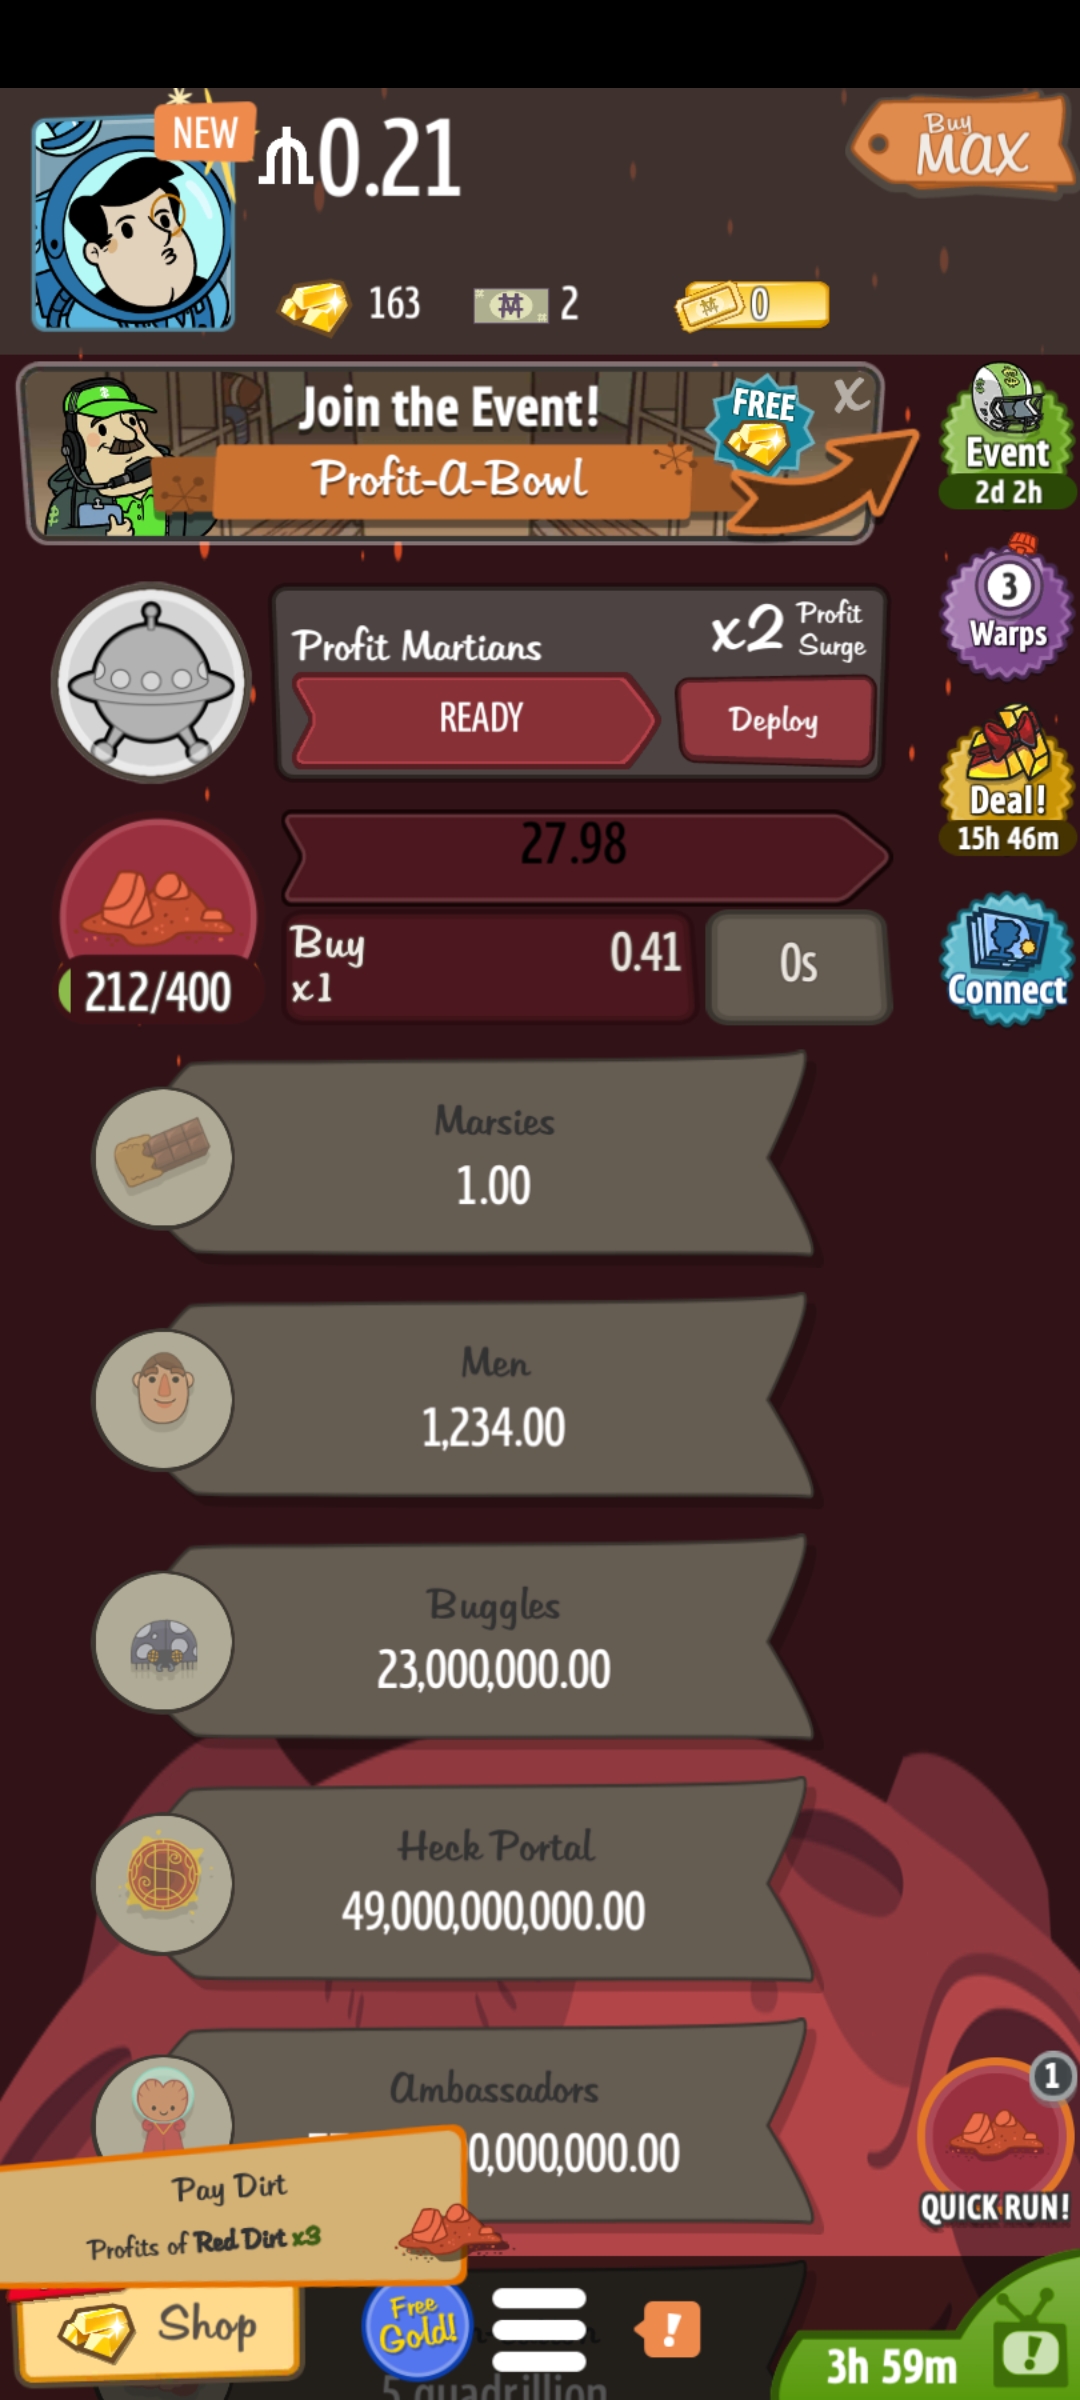 NEW
0.21
Buy
MAX
163
2
0
Join the Event!
FREE
X
Profit-A-Bowl
Event
2d 2h
3
Warps
Profit Martians
x2 Profit
Surge
READY
Deploy
Deal!
15h 46m
27.98
Buy
x1
0.41
0s
212/400
Connect
Marsies
1.00
Men
1,234.00
Buggles
23,000,000.00
Heck Portal
49,000,000,000.00
Ambassadors
0,000,000.00
1
QUICK RUN!
Pay Dirt
Profits of Red Dirt x3
Shop
Free
Gold!
!
3h 59m
!
5 quadrillion